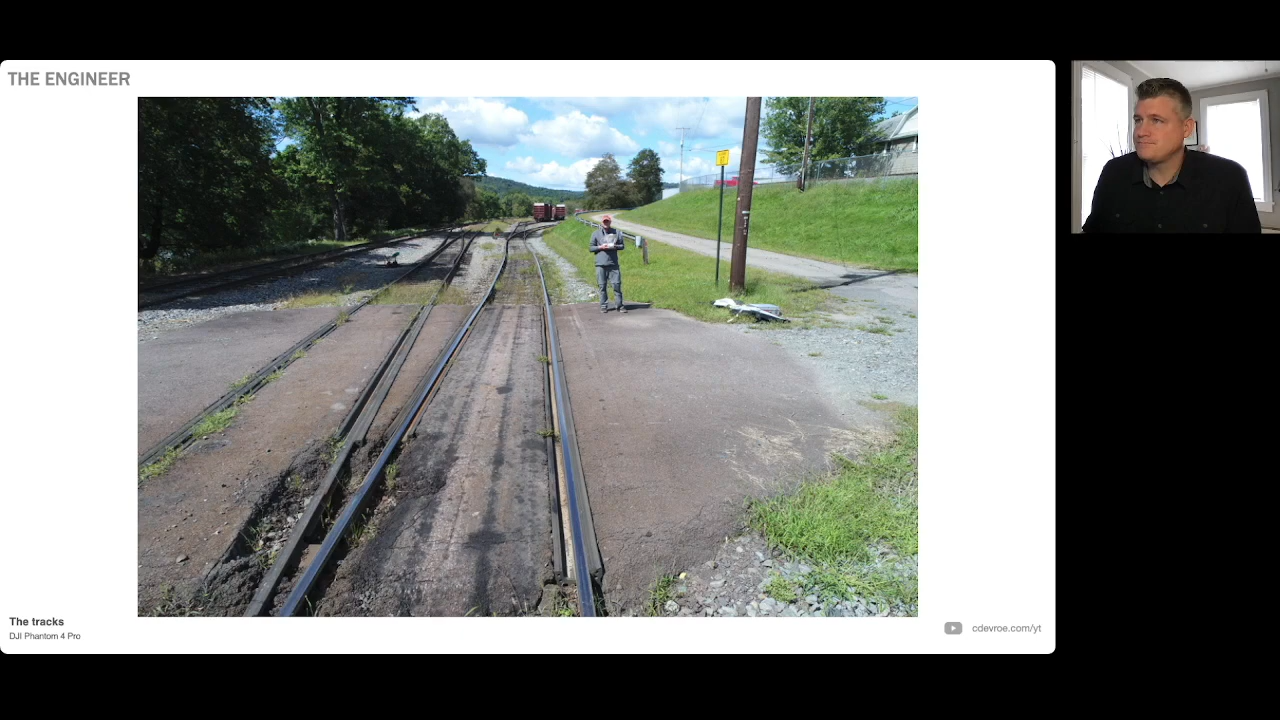 THE ENGINEER
The tracks
DJI Phantom 4 Pro
cdevroe.com/yt